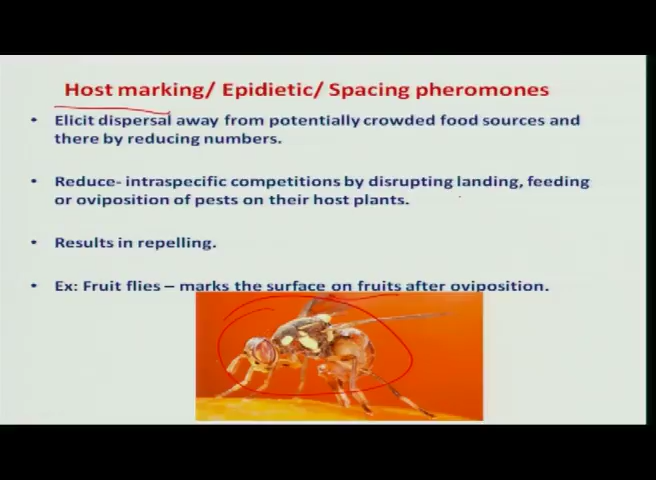 Host marking/ Epidietic/ Spacing pheromones
• Elicit dispersal away from potentially crowded food sources and
there by reducing numbers.
• Reduce- intraspecific competitions by disrupting landing, feeding
or oviposition of pests on their host plants.
• Results in repelling.
• Ex: Fruit flies – marks the surface on fruits after oviposition.